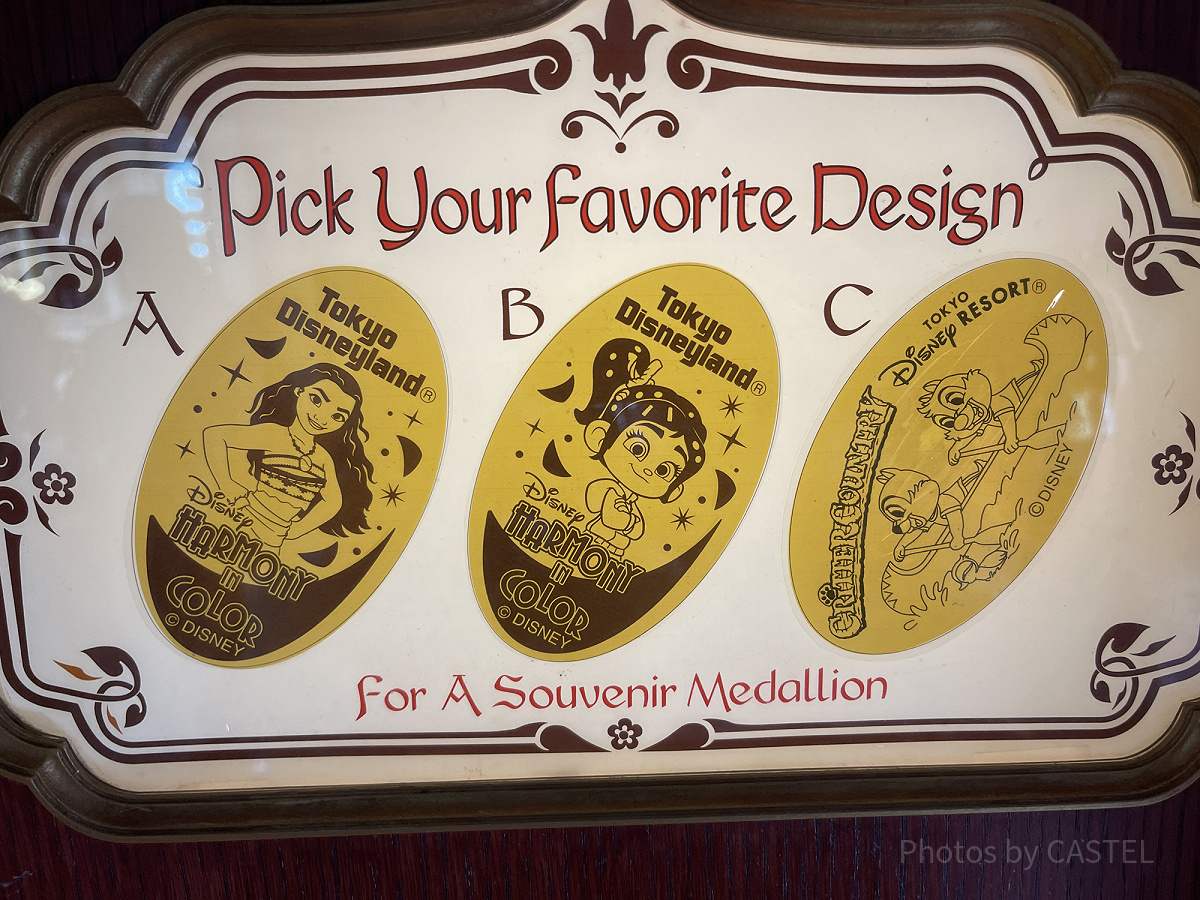 Pick Your Favorite Design
A
Tokyo
Disneyland®
Disney
HARMONY
IN
COLOR
© DISNEY
B
Tokyo
Disneyland®
Disney
HARMONY
IN
COLOR
© DISNEY
C
TOKYO
Disney RESORT®
CRITTER COUNTRY
© DISNEY
For A Souvenir Medallion
Photos by CASTEL